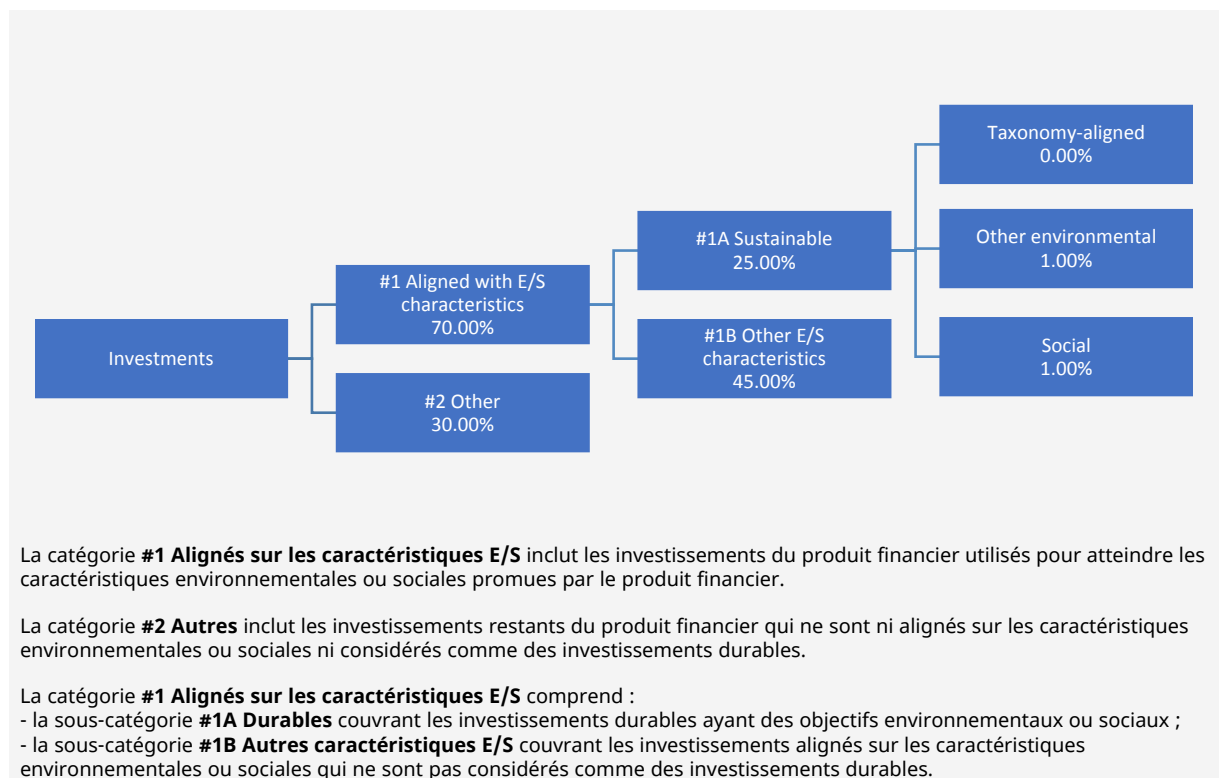 Investments
#1 Aligned with E/S
characteristics
70.00%
#2 Other
30.00%
#1A Sustainable
25.00%
#1B Other E/S
characteristics
45.00%
Taxonomy-aligned
0.00%
Other environmental
1.00%
Social
1.00%
La catégorie #1 Alignés sur les caractéristiques E/S inclut les investissements du produit financier utilisés pour atteindre les
caractéristiques environnementales ou sociales promues par le produit financier.
La catégorie #2 Autres inclut les investissements restants du produit financier qui ne sont ni alignés sur les caractéristiques
environnementales ou sociales ni considérés comme des investissements durables.
La catégorie #1 Alignés sur les caractéristiques E/S comprend :
- la sous-catégorie #1A Durables couvrant les investissements durables ayant des objectifs environnementaux ou sociaux ;
- la sous-catégorie #1B Autres caractéristiques E/S couvrant les investissements alignés sur les caractéristiques
environnementales ou sociales qui ne sont pas considérés comme des investissements durables.